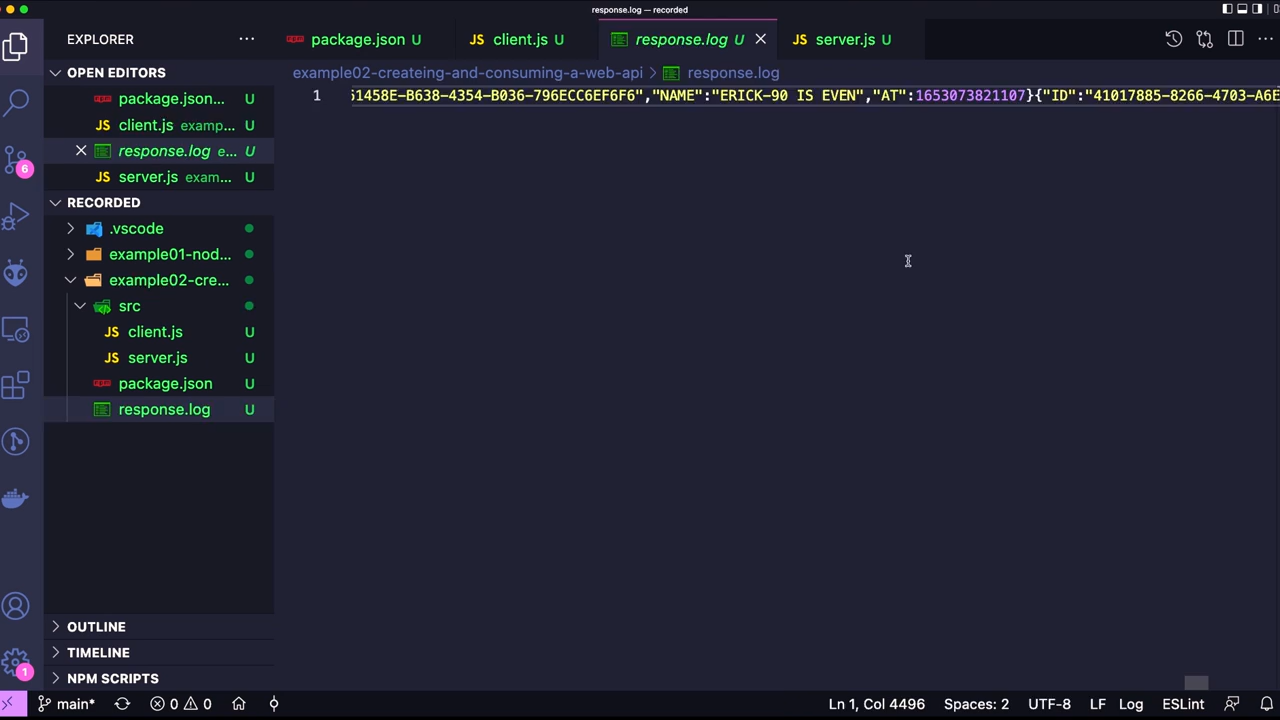 response.log — recorded
EXPLORER
OPEN EDITORS
package.json... U
client.js examp... U
response.log e... U
server.js exam... U
RECORDED
.vscode
example01-nod...
example02-cre...
src
client.js U
server.js U
package.json U
response.log U
OUTLINE
TIMELINE
NPM SCRIPTS
package.json U
client.js U
response.log U
server.js U
example02-createing-and-consuming-a-web-api > response.log
1 61458E-B638-4354-B036-796ECC6EF6F6","NAME":"ERICK-90 IS EVEN","AT":1653073821107}{"ID":"41017885-8266-4703-A6E
6
1
main*
0 0
Ln 1, Col 4496
Spaces: 2
UTF-8
LF
Log
ESLint